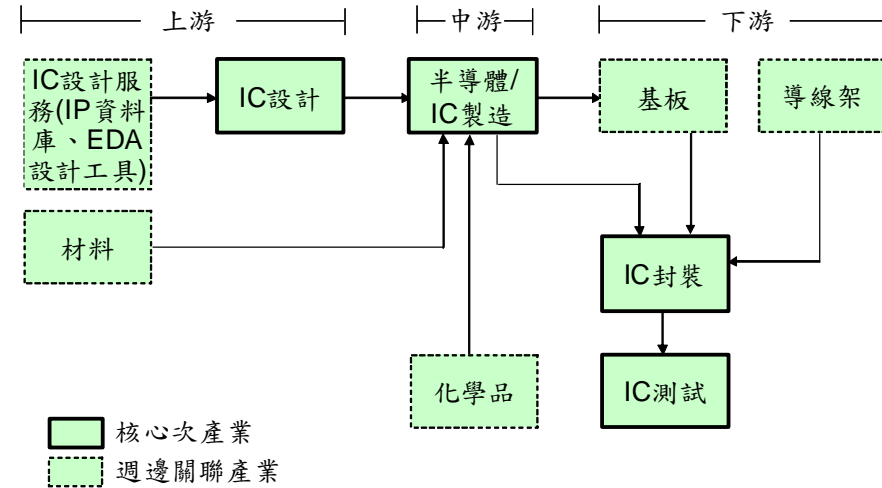 上游
中游
下游
IC設計服
務(IP資料
庫、EDA
設計工具)
IC設計
半導體/
IC製造
基板
導線架
材料
IC封裝
化學品
IC測試
核心次產業
週邊關聯產業